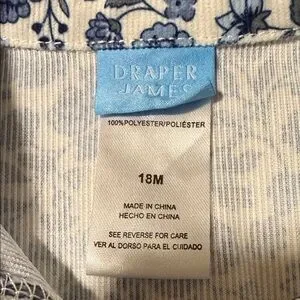 DRAPER
JAMES
100%POLYESTER/POLIÉSTER
18M
MADE IN CHINA
HECHO EN CHINA
SEE REVERSE FOR CARE
VER AL DORSO PARA EL CUIDADO